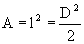 A = l² = D² / 2